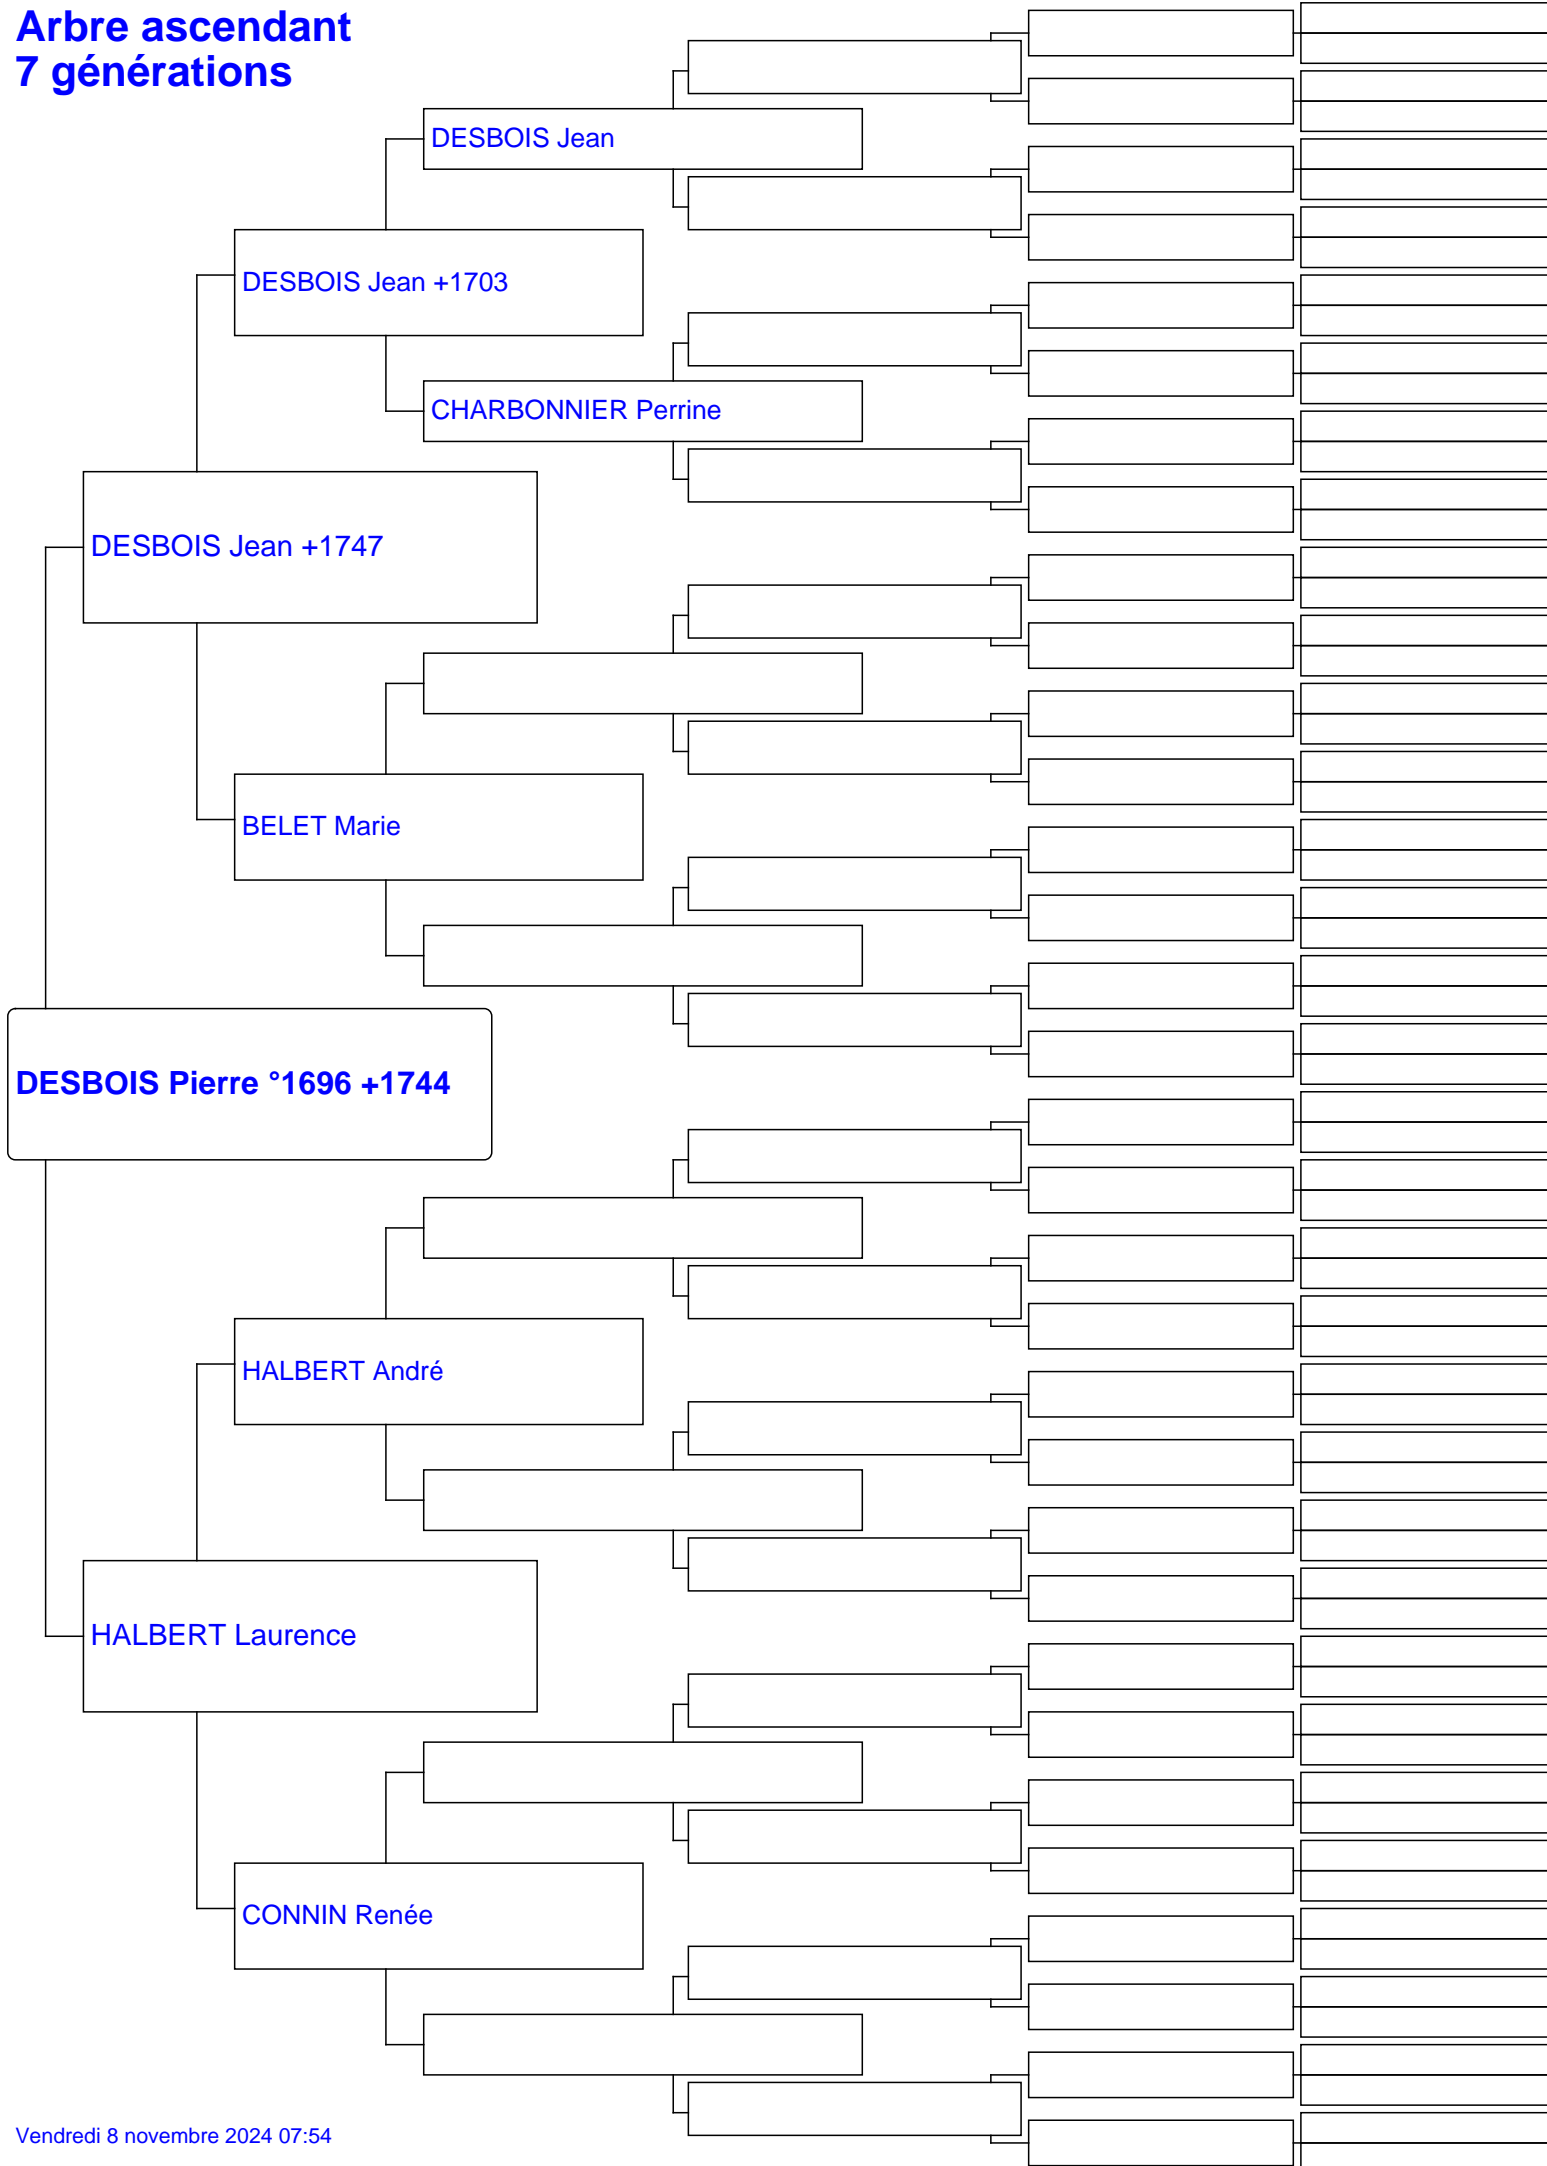 Arbre ascendant
7 générations
DESBOIS Jean
DESBOIS Jean +1703
CHARBONNIER Perrine
DESBOIS Jean +1747
BELET Marie
DESBOIS Pierre °1696 +1744
HALBERT André
HALBERT Laurence
CONNIN Renée
Vendredi 8 novembre 2024 07:54